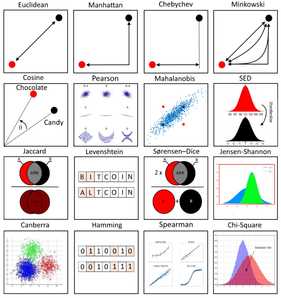 Euclidean
Manhattan
Chebychev
Minkowski
Cosine
Pearson
Mahalanobis
SED
Chocolate
Candy
θ
Jaccard
Levenshtein
Sørensen–Dice
Jensen-Shannon
BITCOIN
ALTCOIN
2 x
+
Canberra
Hamming
Spearman
Chi-Square
0110010
0010111